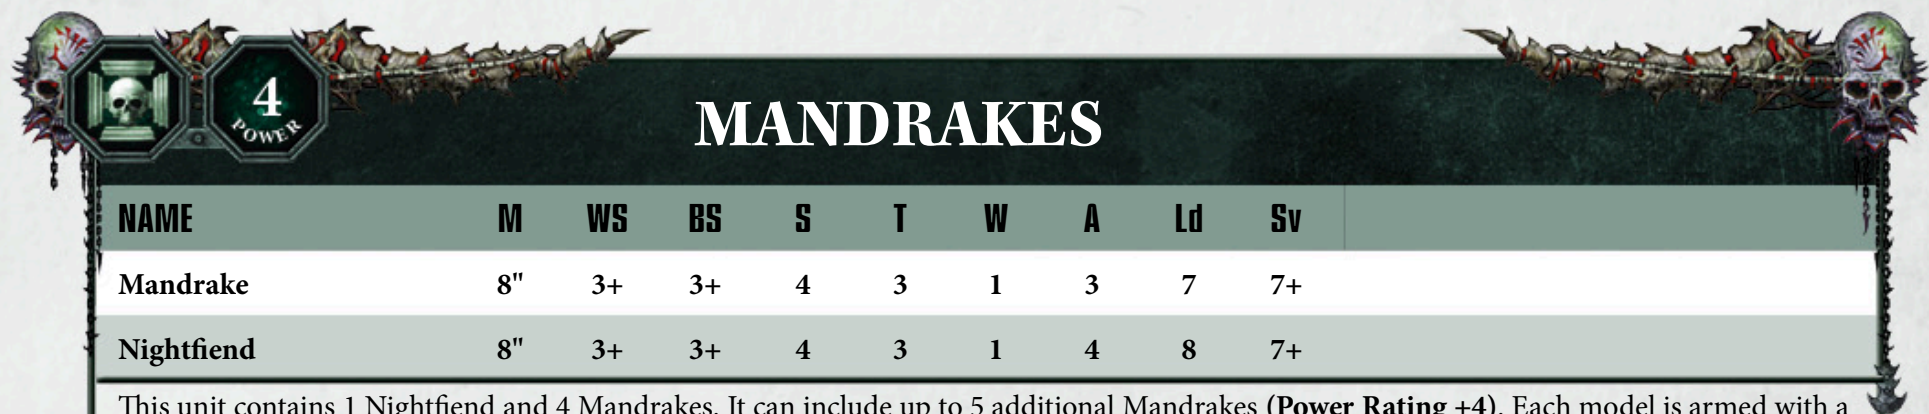 4
POWER
MANDRAKES
NAME M WS BS S T W A Ld Sv
Mandrake 8" 3+ 3+ 4 3 1 3 7 7+
Nightfiend 8" 3+ 3+ 4 3 1 4 8 7+
This unit contains 1 Nightfiend and 4 Mandrakes. It can include up to 5 additional Mandrakes (Power Rating +4). Each model is armed with a